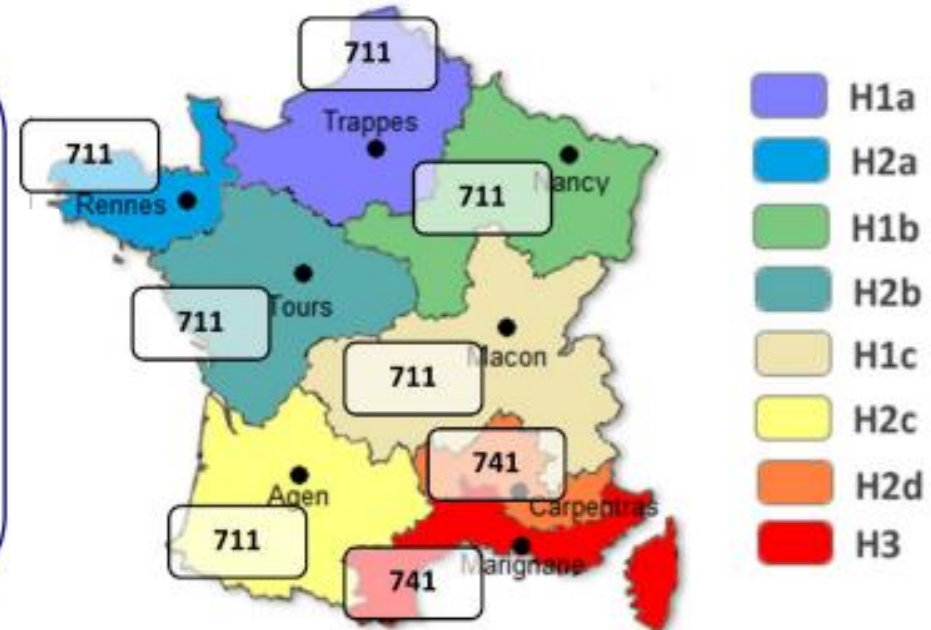 711
Trappes
711
Rennes
711
Nancy
Tours
711
Macon
711
741
Carpentras
Agen
711
Marignane
741
H1a
H2a
H1b
H2b
H1c
H2c
H2d
H3